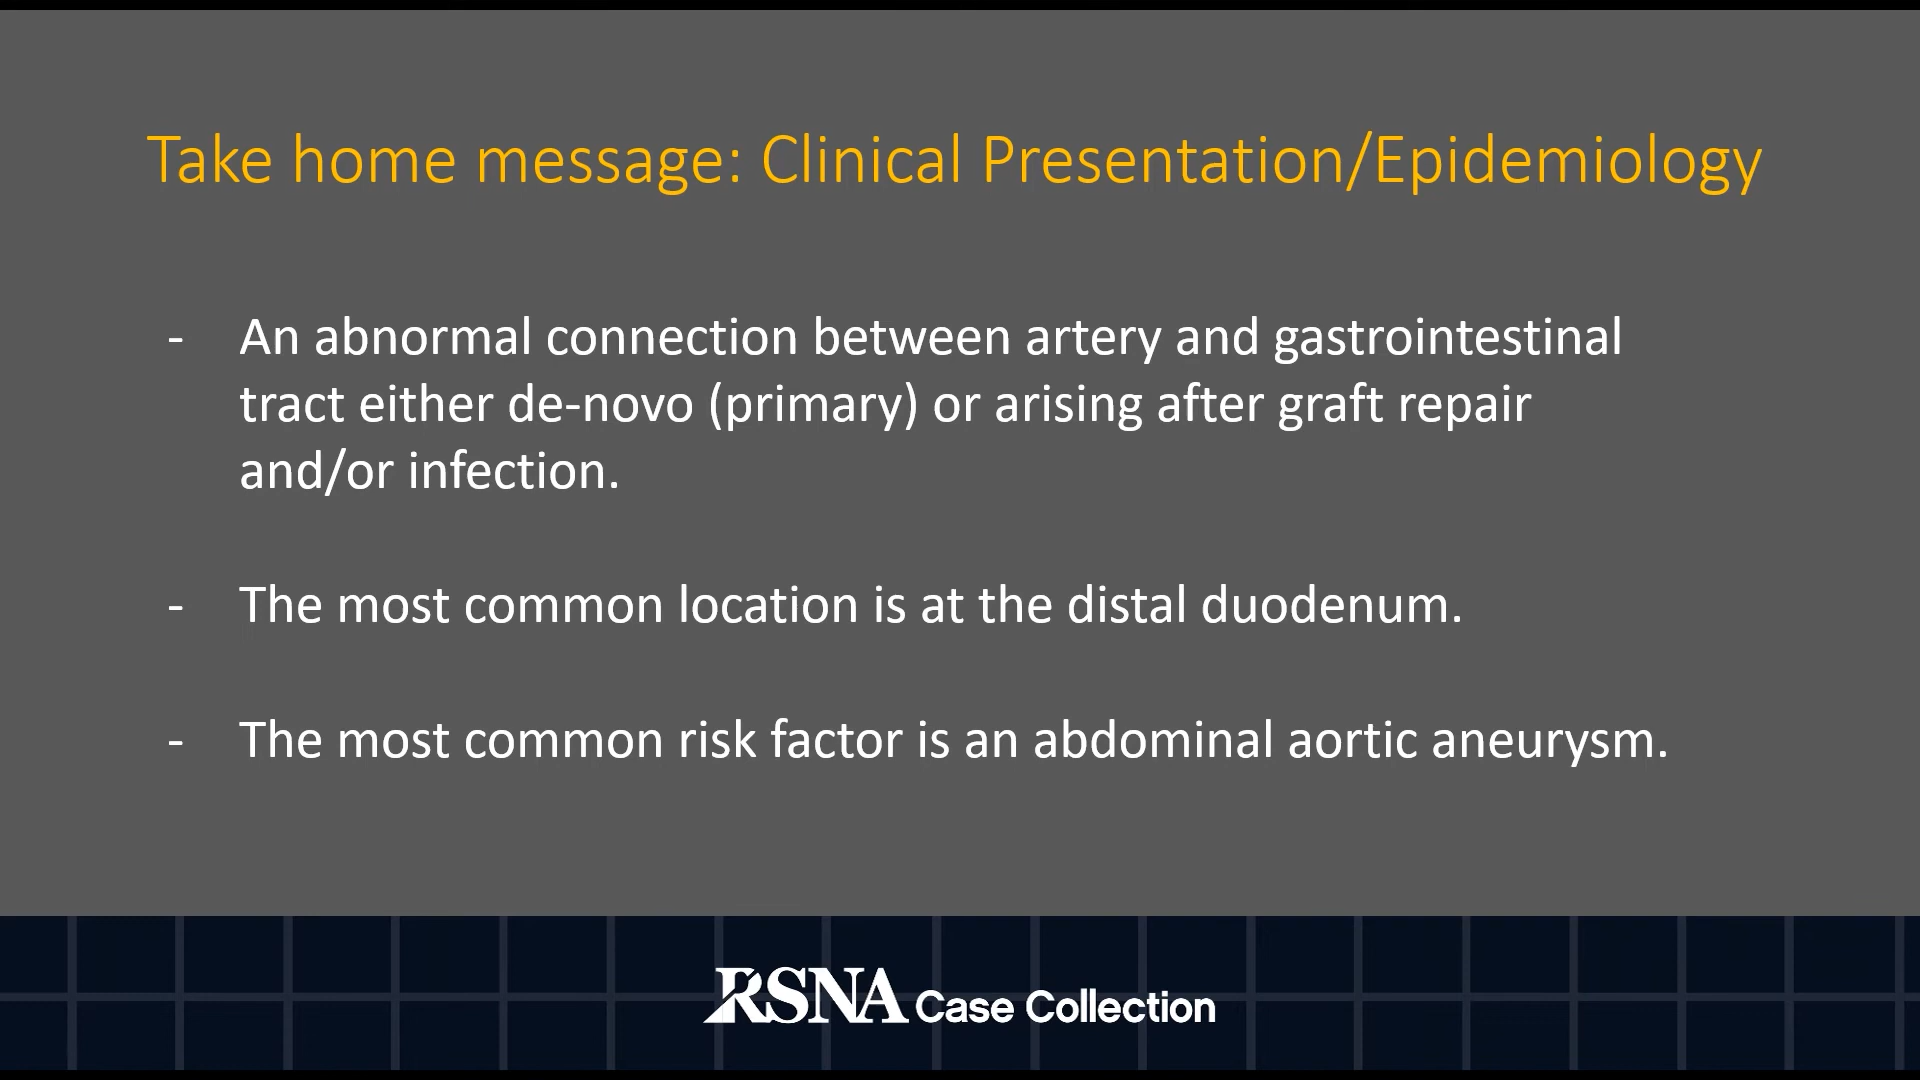 Take home message: Clinical Presentation/Epidemiology
- An abnormal connection between artery and gastrointestinal
tract either de-novo (primary) or arising after graft repair
and/or infection.
- The most common location is at the distal duodenum.
- The most common risk factor is an abdominal aortic aneurysm.
RSNA Case Collection